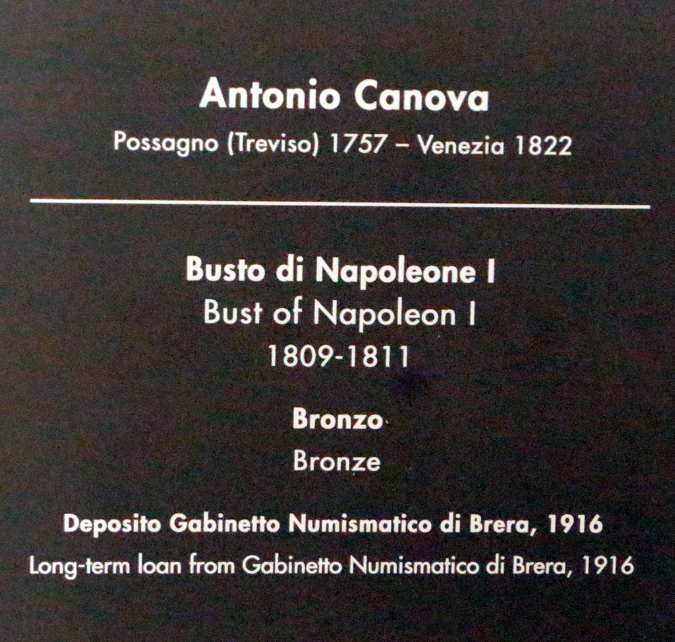 Antonio Canova
Possagno (Treviso) 1757 – Venezia 1822
Busto di Napoleone I
Bust of Napoleon I
1809-1811
Bronzo
Bronze
Deposito Gabinetto Numismatico di Brera, 1916
Long-term loan from Gabinetto Numismatico di Brera, 1916